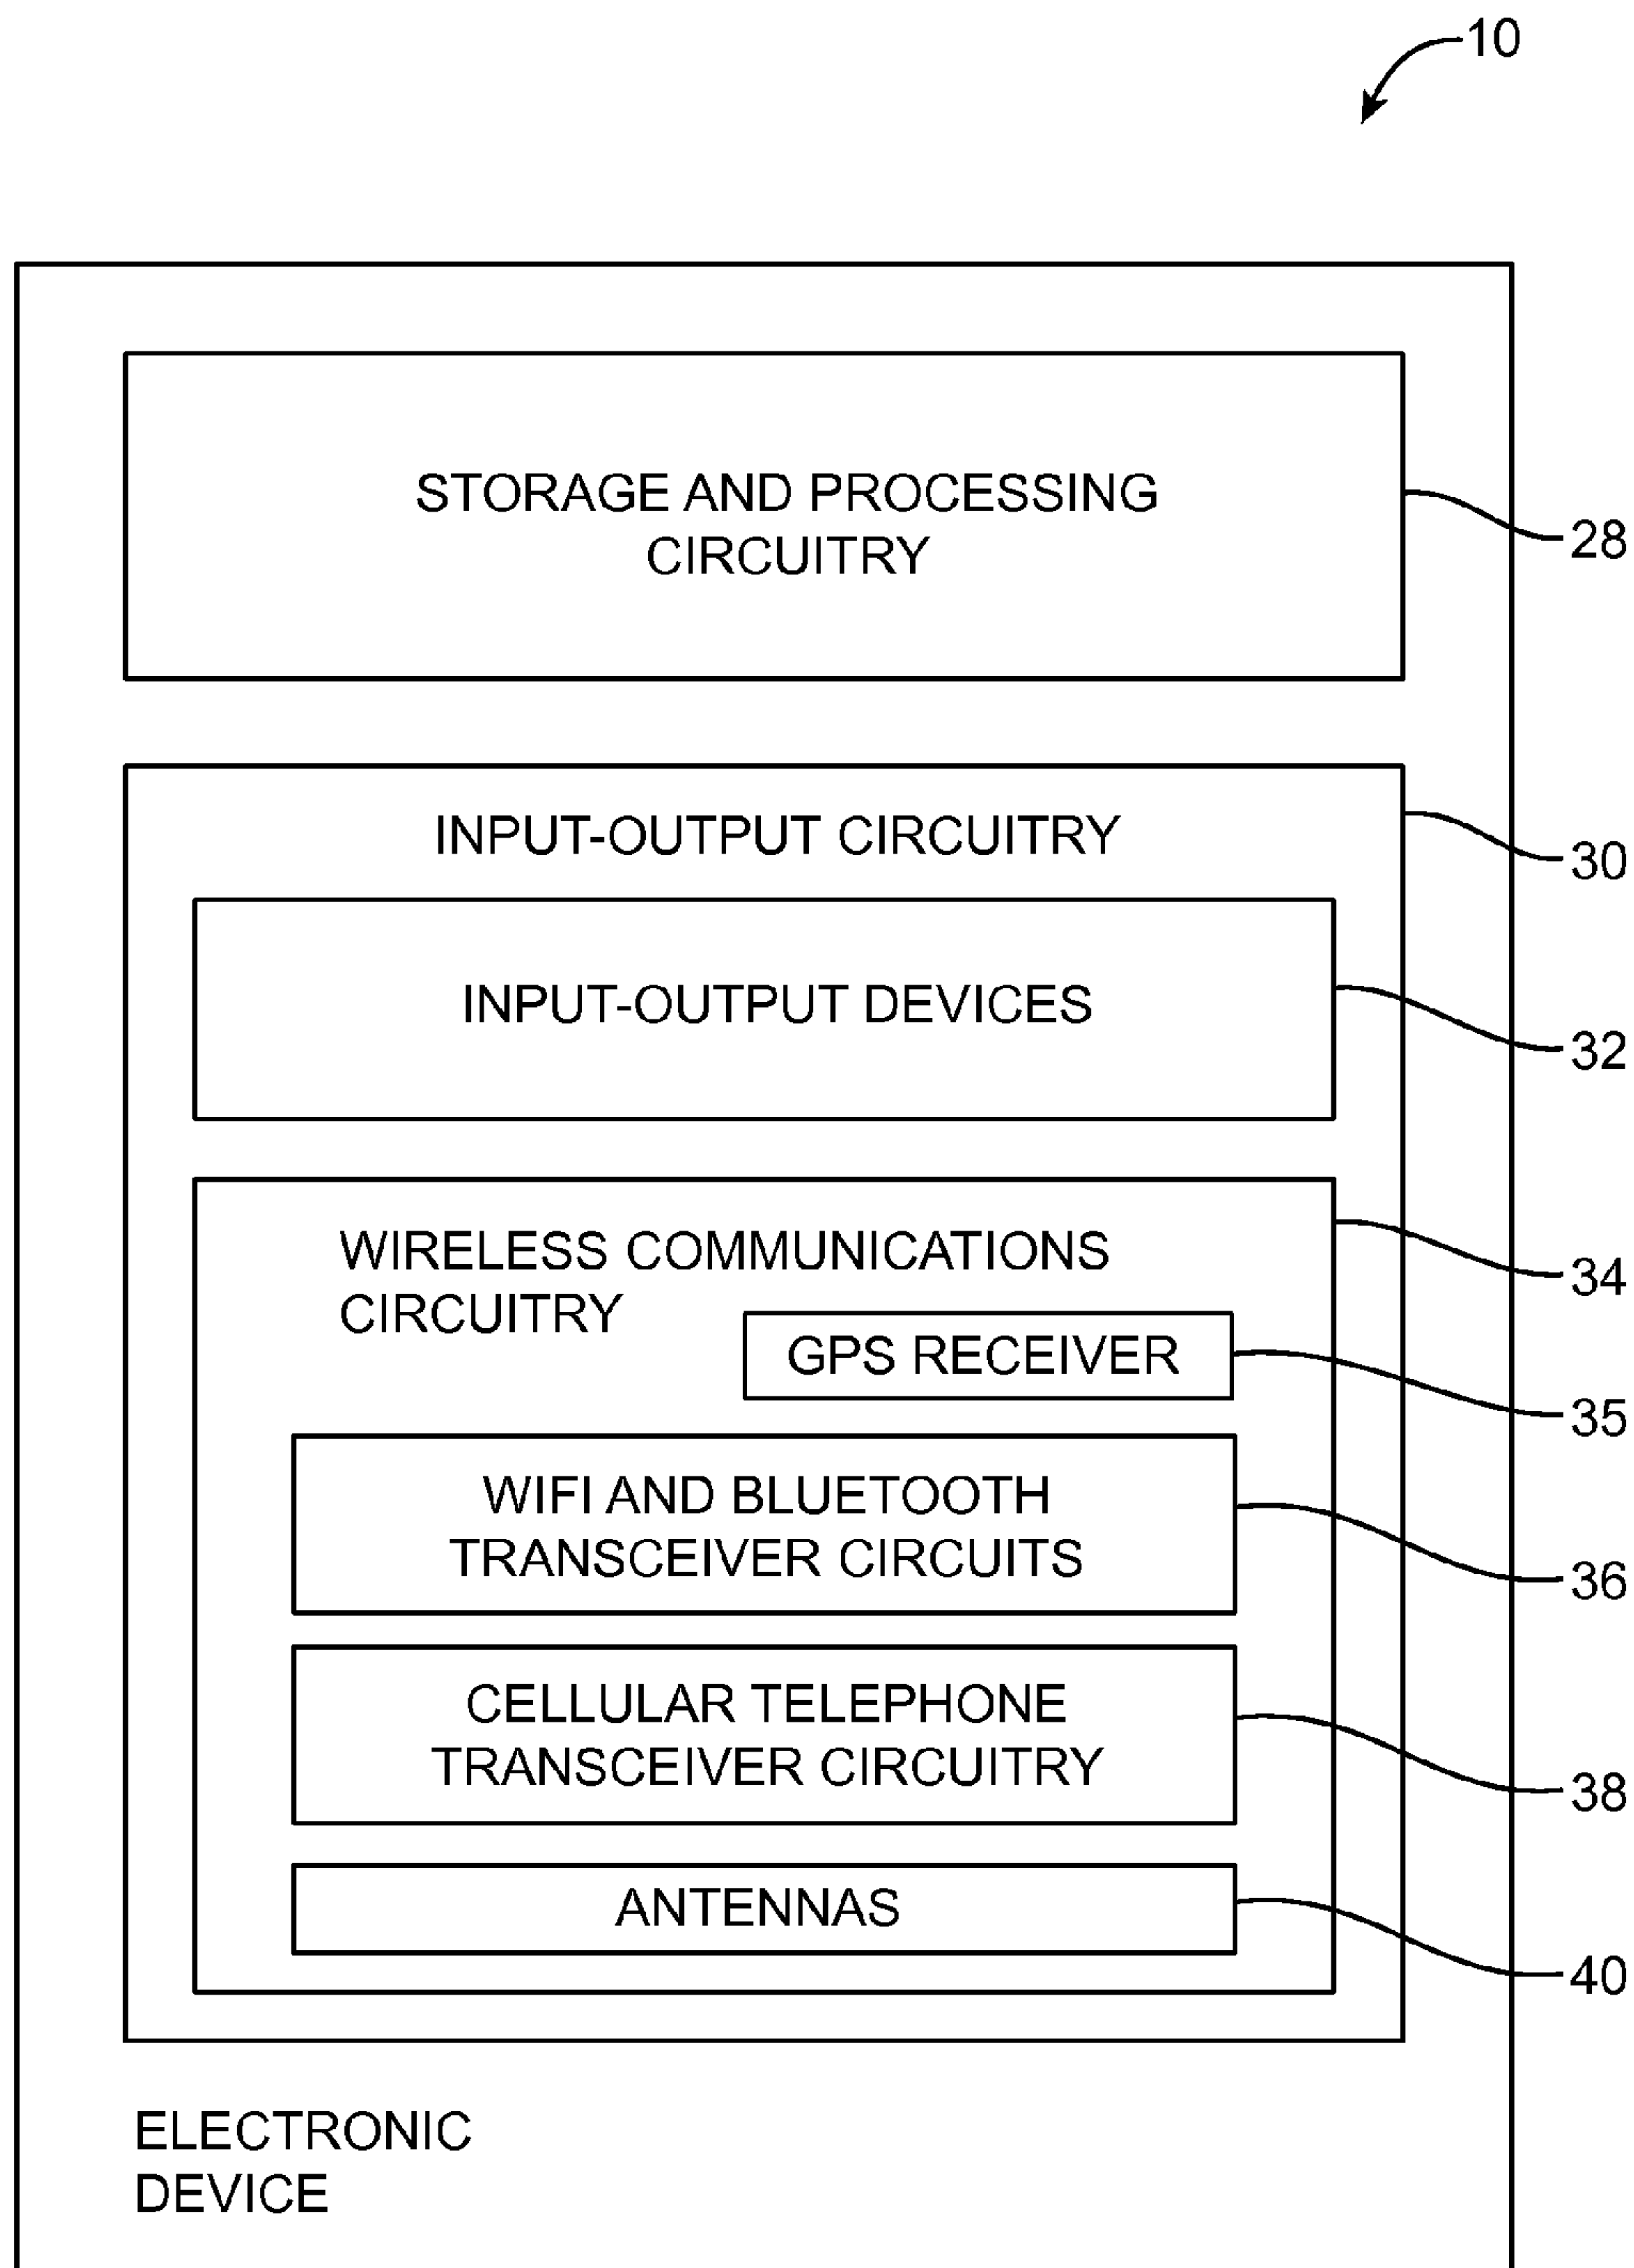 10
STORAGE AND PROCESSING
CIRCUITRY
28
INPUT-OUTPUT CIRCUITRY
30
INPUT-OUTPUT DEVICES
32
WIRELESS COMMUNICATIONS
CIRCUITRY
34
GPS RECEIVER
35
WIFI AND BLUETOOTH
TRANSCEIVER CIRCUITS
36
CELLULAR TELEPHONE
TRANSCEIVER CIRCUITRY
38
ANTENNAS
40
ELECTRONIC
DEVICE